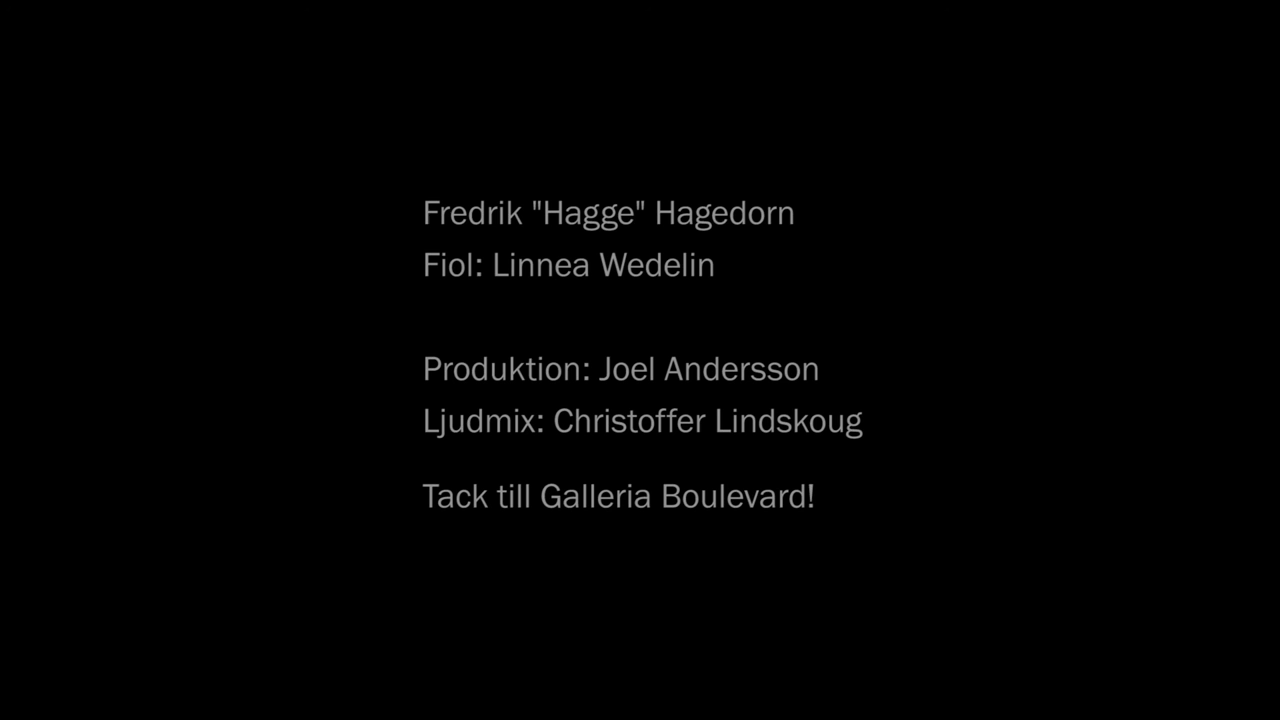 Fredrik "Hagge" Hagedorn
Fiol: Linnea Wedelin
Produktion: Joel Andersson
Ljudmix: Christoffer Lindskoug
Tack till Galleria Boulevard!